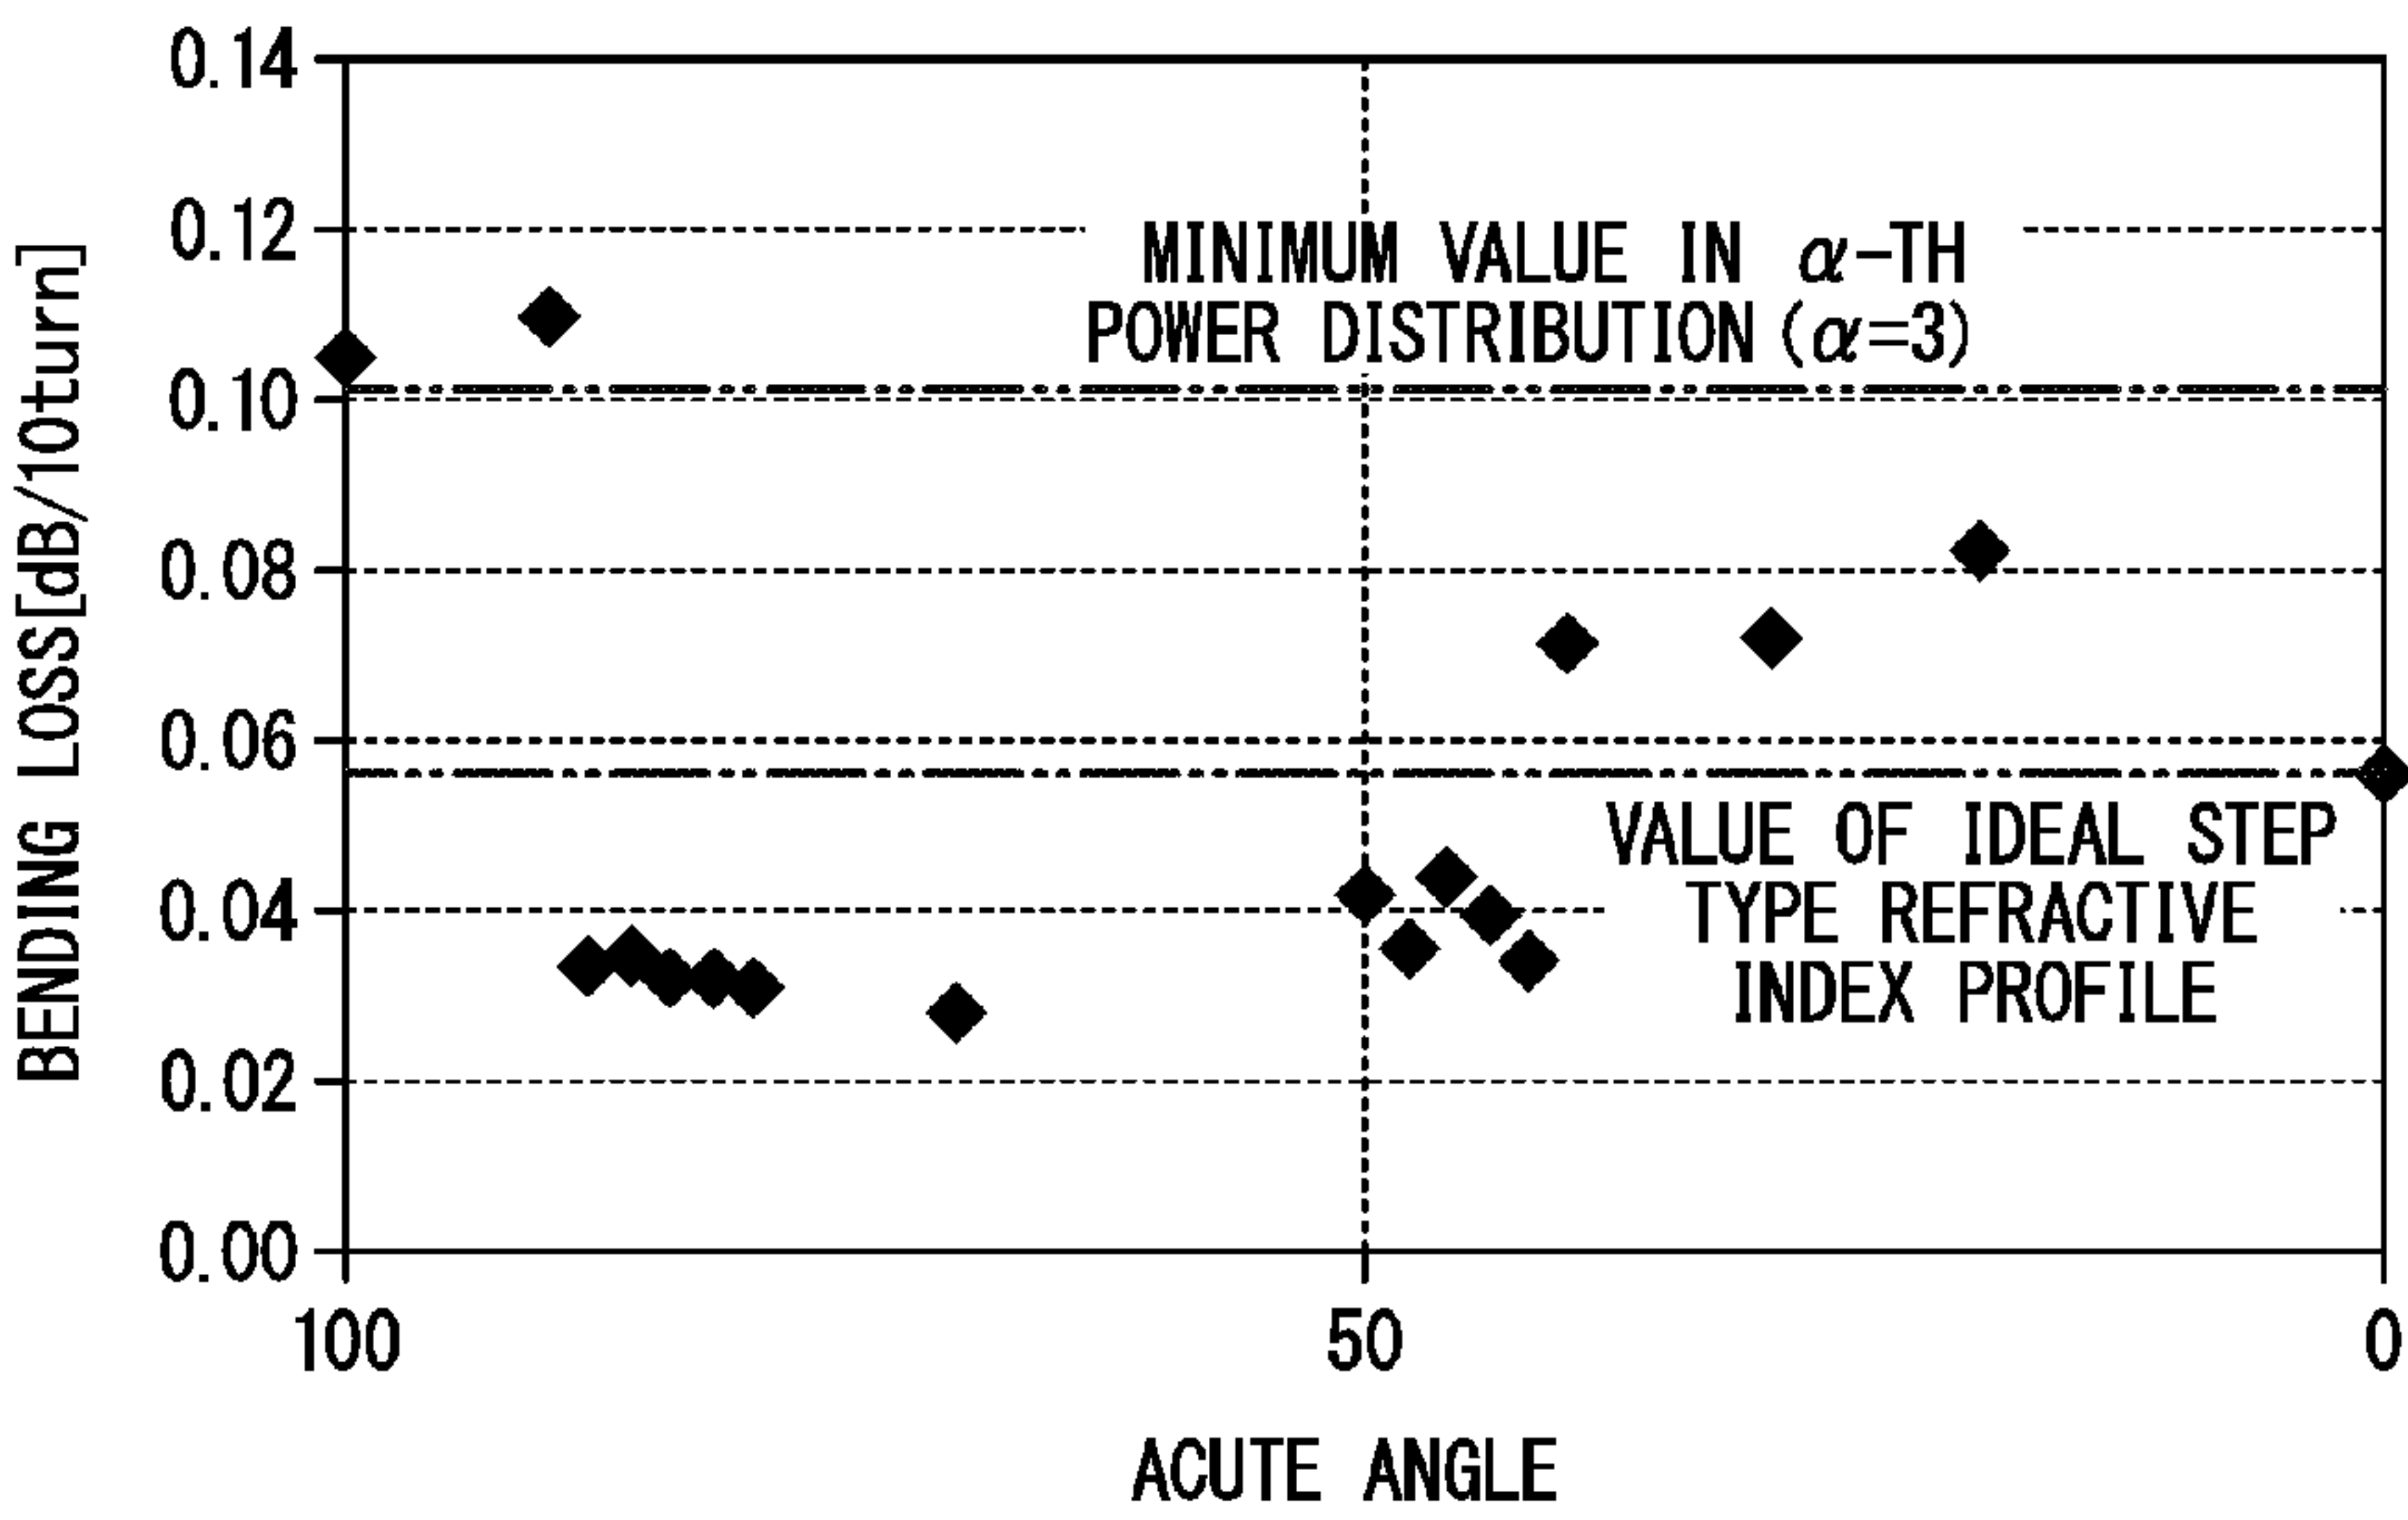 0.14
0.12
0.10
0.08
0.06
0.04
0.02
0.00
BENDING LOSS[dB/10turn]
MINIMUM VALUE IN α-TH
POWER DISTRIBUTION(α=3)
VALUE OF IDEAL STEP
TYPE REFRACTIVE
INDEX PROFILE
100
50
0
ACUTE ANGLE